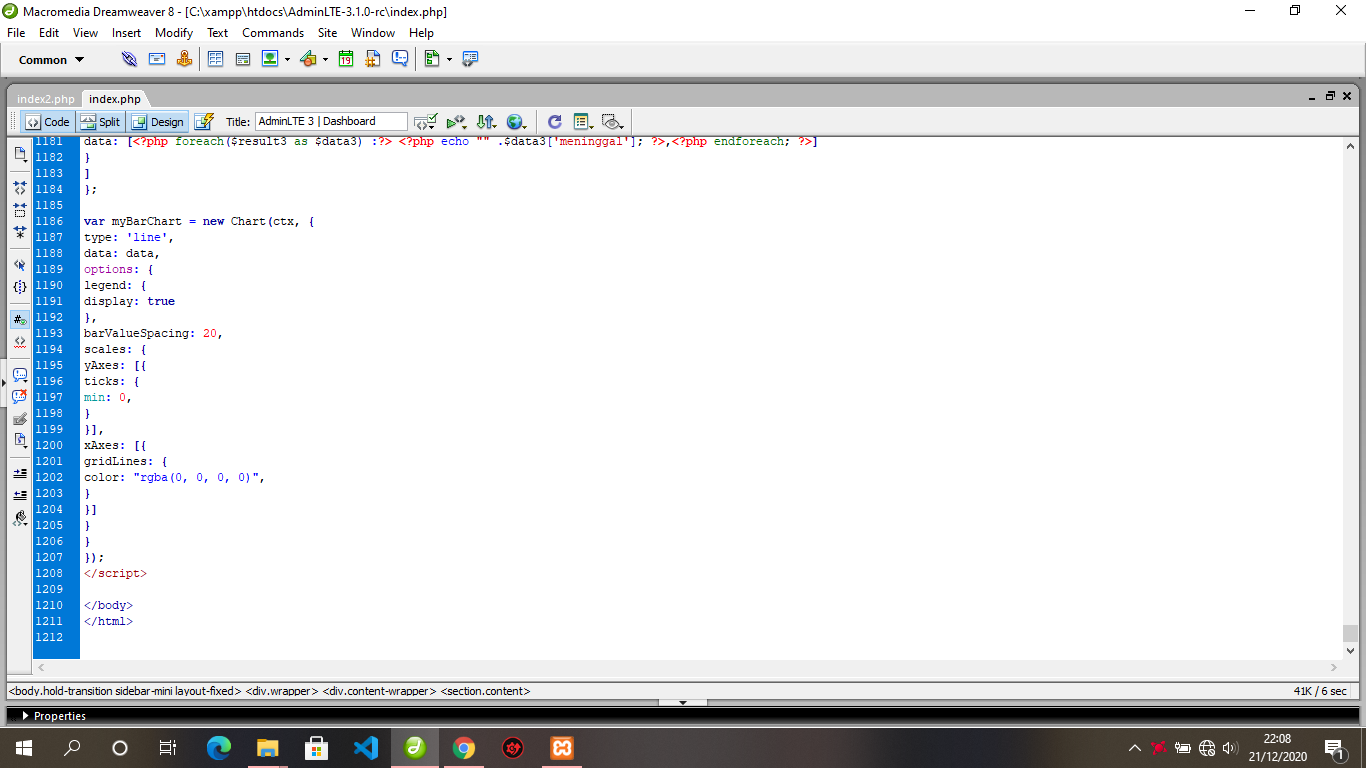 Macromedia Dreamweaver 8 - [C:\xampp\htdocs\AdminLTE-3.1.0-rc\index.php]
File Edit View Insert Modify Text Commands Site Window Help
Common
19
index2.php index.php
Code Split Design Title: AdminLTE 3 | Dashboard
1181 data: [<?php foreach($result3 as $data3) :?> <?php echo "" .$data3['meninggal']; ?>,<?php endforeach; ?>]
1182 }
1183 ]
1184 };
1185
1186 var myBarChart = new Chart(ctx, {
1187 type: 'line',
1188 data: data,
1189 options: {
1190 legend: {
1191 display: true
1192 },
1193 barValueSpacing: 20,
1194 scales: {
1195 yAxes: [{
1196 ticks: {
1197 min: 0,
1198 }
1199 }],
1200 xAxes: [{
1201 gridLines: {
1202 color: "rgba(0, 0, 0, 0)",
1203 }
1204 }]
1205 }
1206 }
1207 });
1208 </script>
1209
1210 </body>
1211 </html>
1212
<body.hold-transition sidebar-mini layout-fixed> <div.wrapper> <div.content-wrapper> <section.content> 41K / 6 sec
Properties
22:08
21/12/2020
1